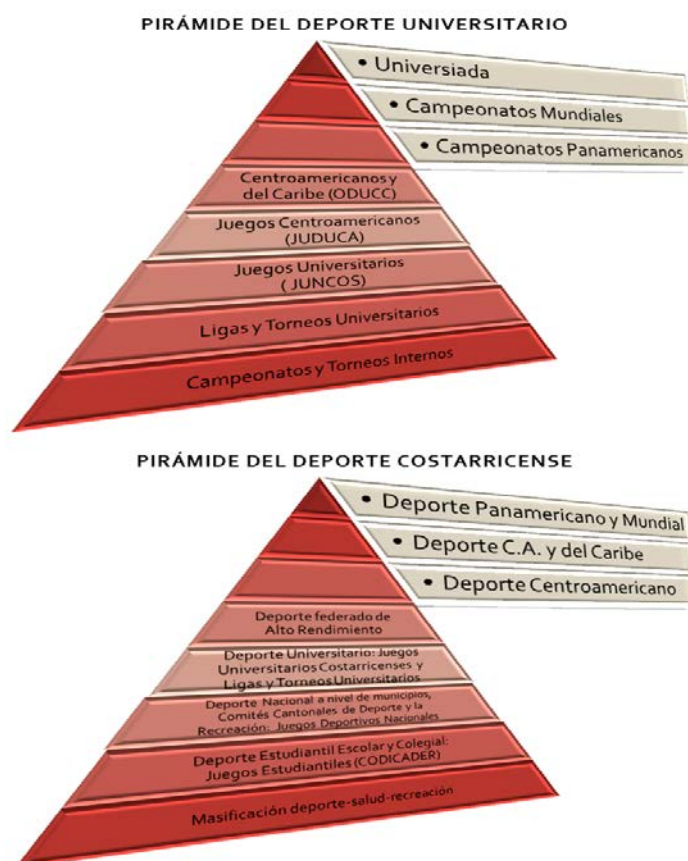 PIRÁMIDE DEL DEPORTE UNIVERSITARIO
• Universiada
• Campeonatos Mundiales
• Campeonatos Panamericanos
Centroamericanos y
del Caribe (ODUCC)
Juegos Centroamericanos
(JUDUCA)
Juegos Universitarios
( JUNCOS)
Ligas y Torneos Universitarios
Campeonatos y Torneos Internos
PIRÁMIDE DEL DEPORTE COSTARRICENSE
• Deporte Panamericano y Mundial
• Deporte C.A. y del Caribe
• Deporte Centroamericano
Deporte federado de
Alto Rendimiento
Deporte Universitario: Juegos
Universitarios Costarricenses y
Ligas y Torneos Universitarios
Deporte Nacional a nivel de municipios,
Comités Cantonales de Deporte y la
Recreación: Juegos Deportivos Nacionales
Deporte Estudiantil Escolar y Colegial:
Juegos Estudiantiles (CODICADER)
Masificación deporte-salud-recreación